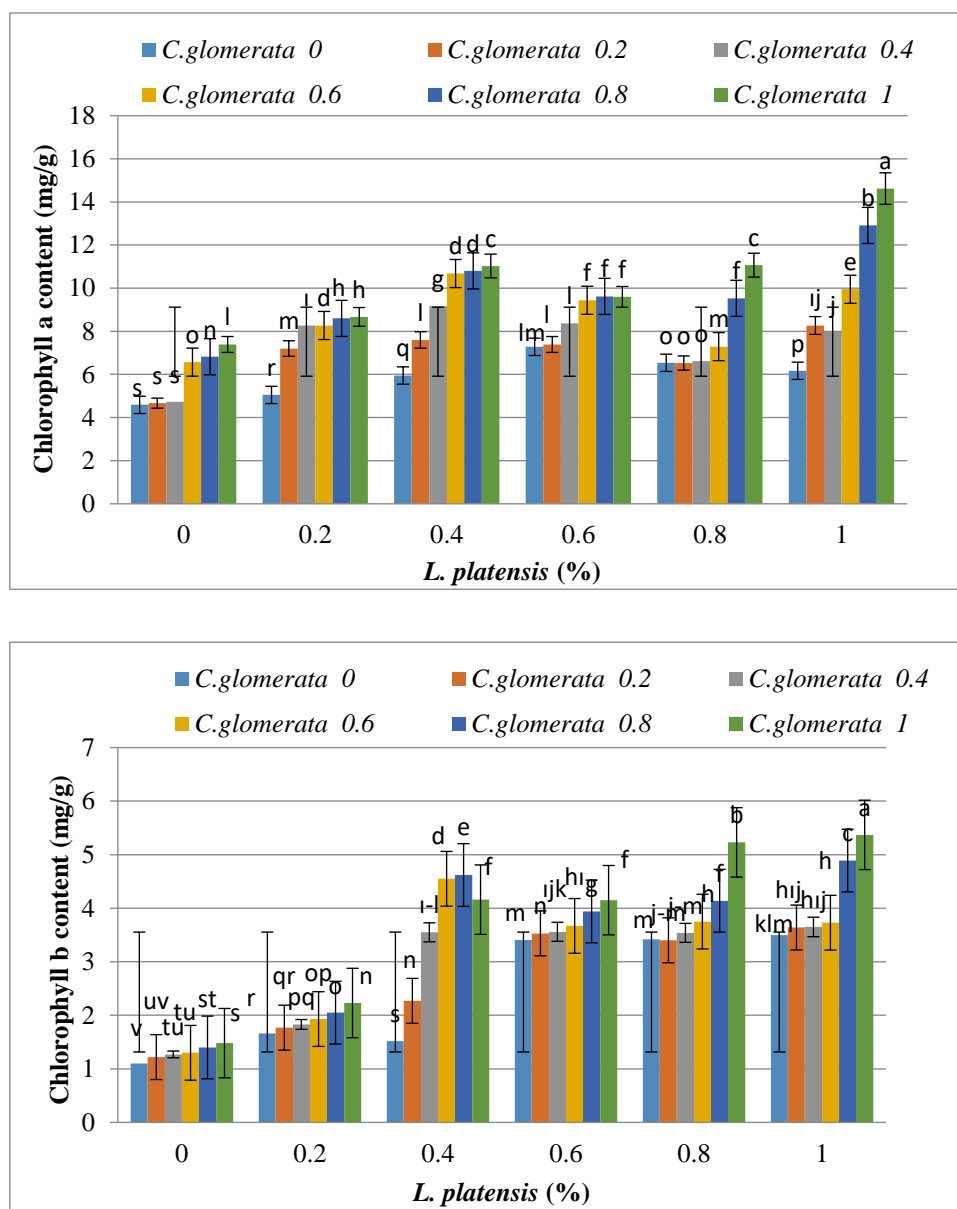 C.glomerata 0 C.glomerata 0.2 C.glomerata 0.4
C.glomerata 0.6 C.glomerata 0.8 C.glomerata 1
Chlorophyll a content (mg/g)
18
16
14
12
10
8
6
4
2
0
s s s o n l
r m l d h h
q l g d d c
lm l l f f f
o o o m f c
p ıj j e b a
0 0.2 0.4 0.6 0.8 1
L. platensis (%)
C.glomerata 0 C.glomerata 0.2 C.glomerata 0.4
C.glomerata 0.6 C.glomerata 0.8 C.glomerata 1
Chlorophyll b content (mg/g)
7
6
5
4
3
2
1
0
v uv tu tu st s
r qr pq op o n
s n ı-l d e f
m n ıjk hı g f
m j-m j-m h f b
klm hıj hıj h c a
0 0.2 0.4 0.6 0.8 1
L. platensis (%)